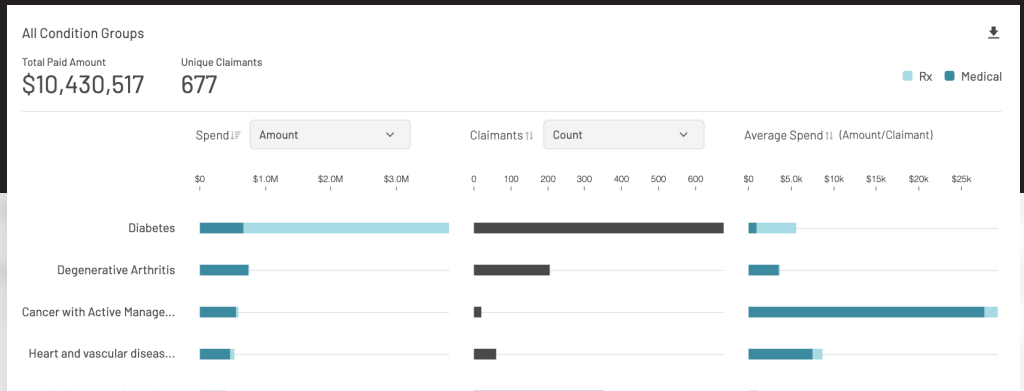 All Condition Groups
Total Paid Amount Unique Claimants
$10,430,517 677
Rx Medical
Spend Amount Claimants Count Average Spend (Amount/Claimant)
$0 $1.0M $2.0M $3.0M 0 100 200 300 400 500 600 $0 $5.0k $10k $15k $20k $25k
Diabetes
Degenerative Arthritis
Cancer with Active Manage...
Heart and vascular diseas...